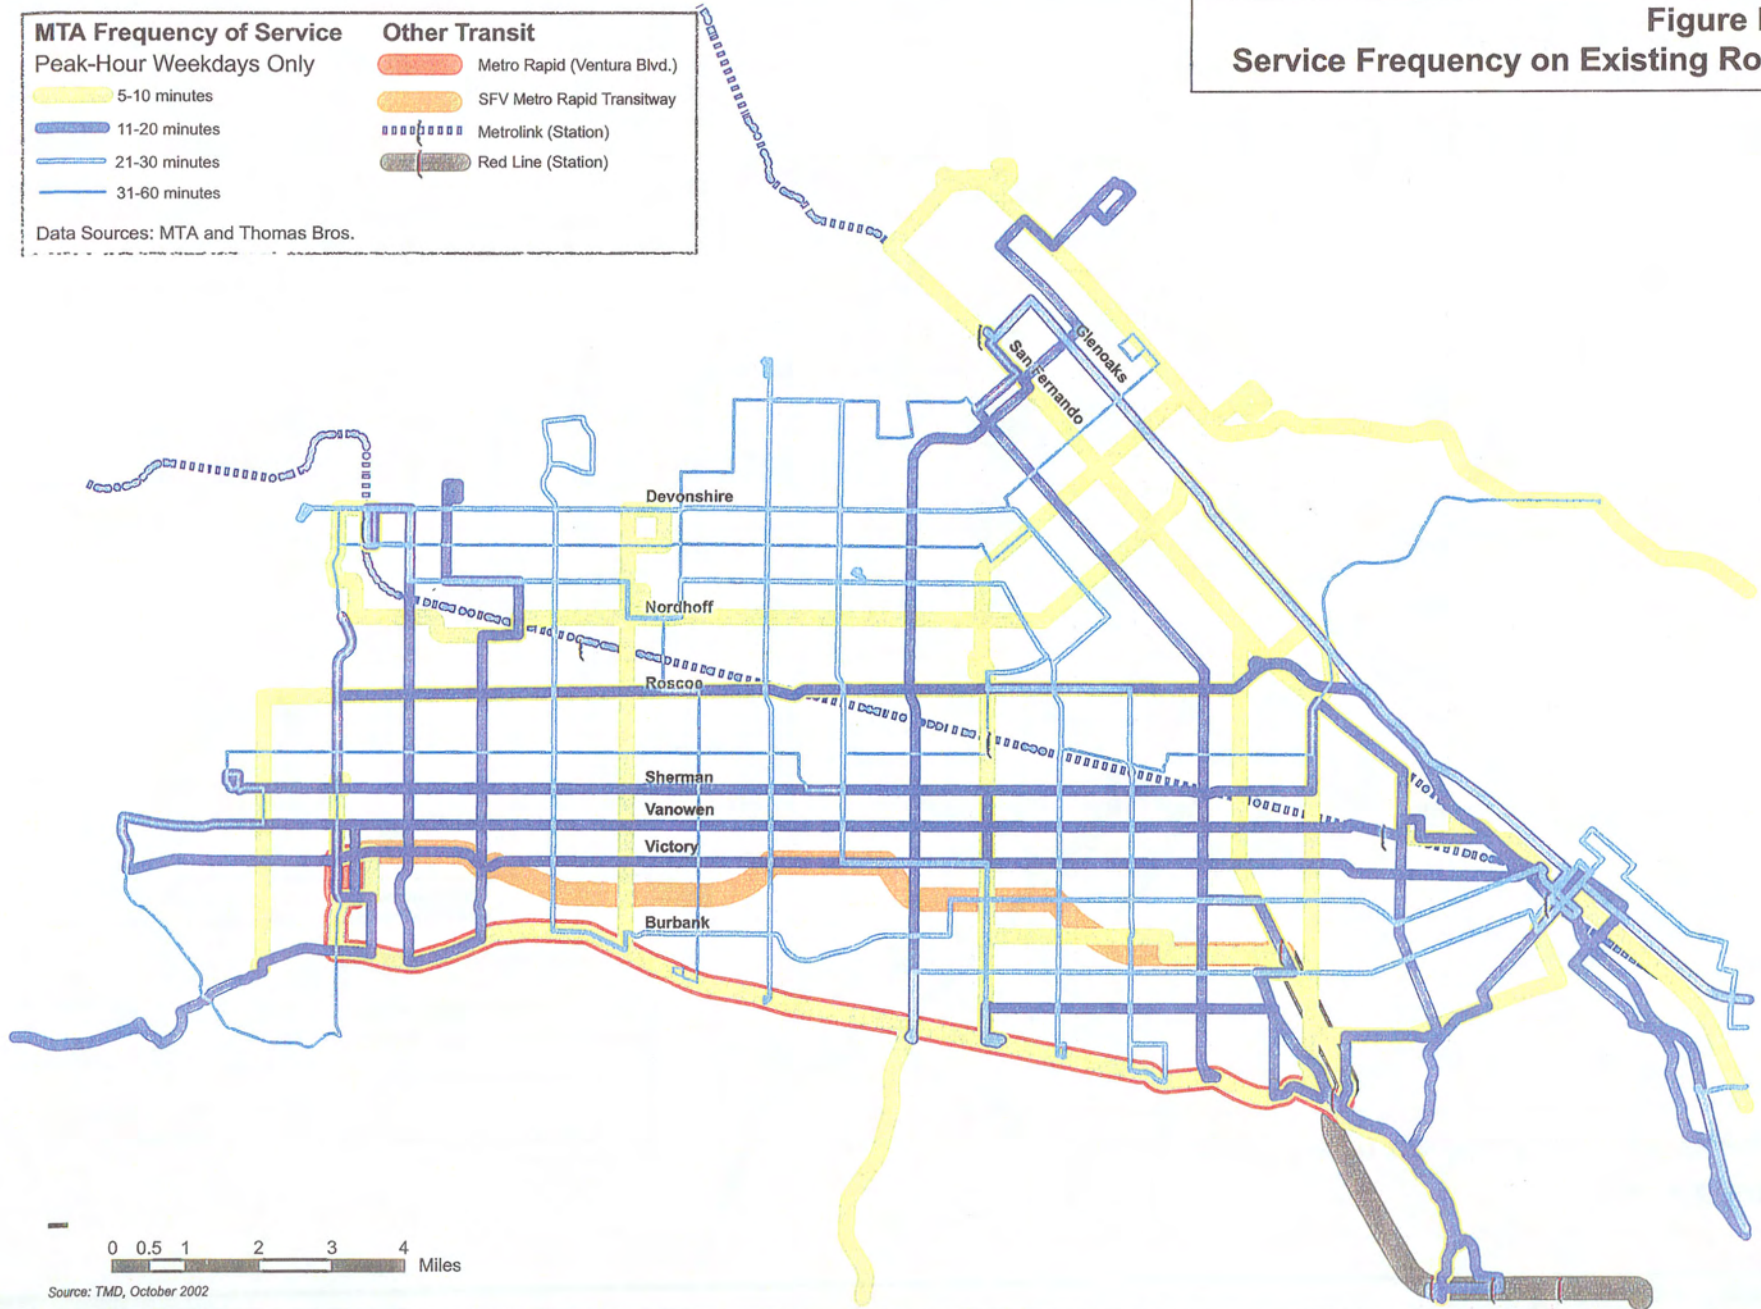 Figure
Service Frequency on Existing Ro
MTA Frequency of Service
Peak-Hour Weekdays Only
5-10 minutes
11-20 minutes
21-30 minutes
31-60 minutes
Other Transit
Metro Rapid (Ventura Blvd.)
SFV Metro Rapid Transitway
Metrolink (Station)
Red Line (Station)
Data Sources: MTA and Thomas Bros.
Glenoaks
San Fernando
Devonshire
Nordhoff
Roscoe
Sherman
Vanowen
Victory
Burbank
0 0.5 1 2 3 4
Miles
Source: TMD, October 2002